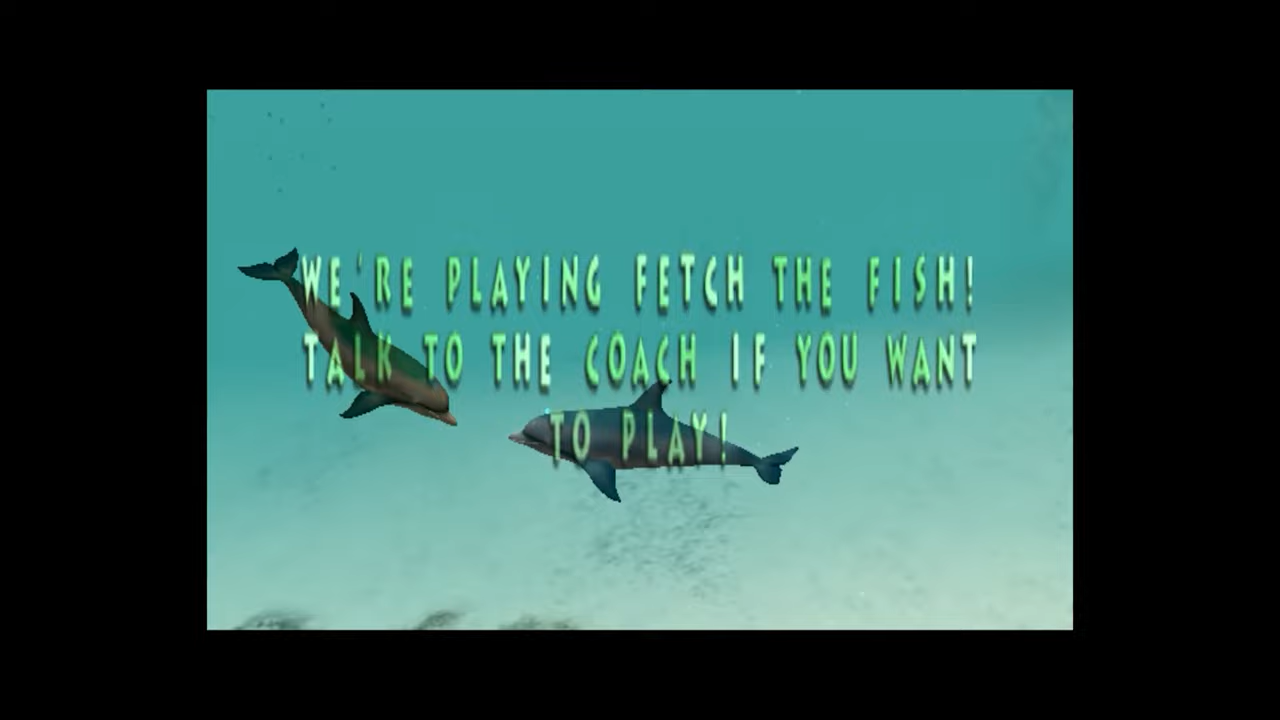 WE'RE PLAYING FETCH THE FISH!
TALK TO THE COACH IF YOU WANT
TO PLAY!